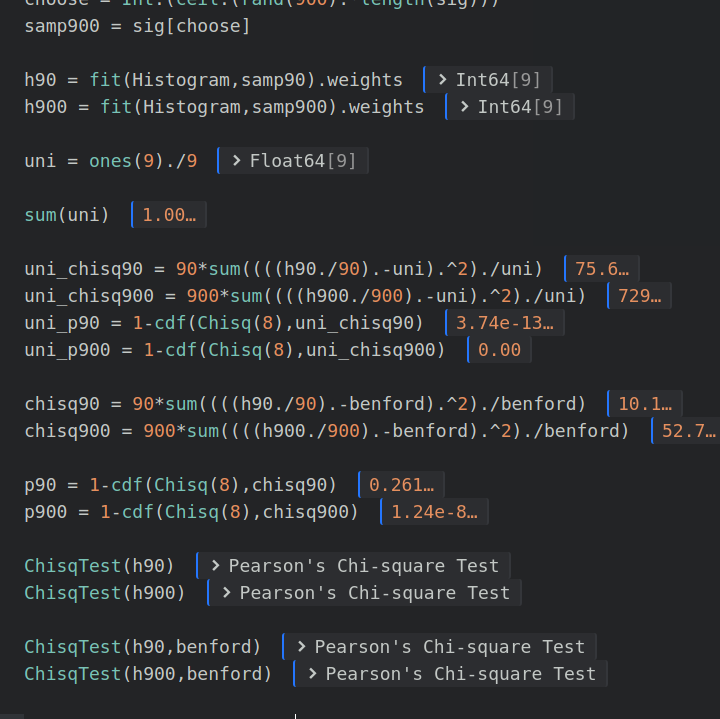 choose = Int.(ceil.(rand(900).*length(sig)))
samp900 = sig[choose]
h90 = fit(Histogram,samp90).weights > Int64[9]
h900 = fit(Histogram,samp900).weights > Int64[9]
uni = ones(9)./9 > Float64[9]
sum(uni) 1.00…
uni_chisq90 = 90*sum((((h90./90).-uni).^2)./uni) 75.6…
uni_chisq900 = 900*sum((((h900./900).-uni).^2)./uni) 729…
uni_p90 = 1-cdf(Chisq(8),uni_chisq90) 3.74e-13…
uni_p900 = 1-cdf(Chisq(8),uni_chisq900) 0.00
chisq90 = 90*sum((((h90./90).-benford).^2)./benford) 10.1…
chisq900 = 900*sum((((h900./900).-benford).^2)./benford) 52.7…
p90 = 1-cdf(Chisq(8),chisq90) 0.261…
p900 = 1-cdf(Chisq(8),chisq900) 1.24e-8…
ChisqTest(h90) > Pearson's Chi-square Test
ChisqTest(h900) > Pearson's Chi-square Test
ChisqTest(h90,benford) > Pearson's Chi-square Test
ChisqTest(h900,benford) > Pearson's Chi-square Test